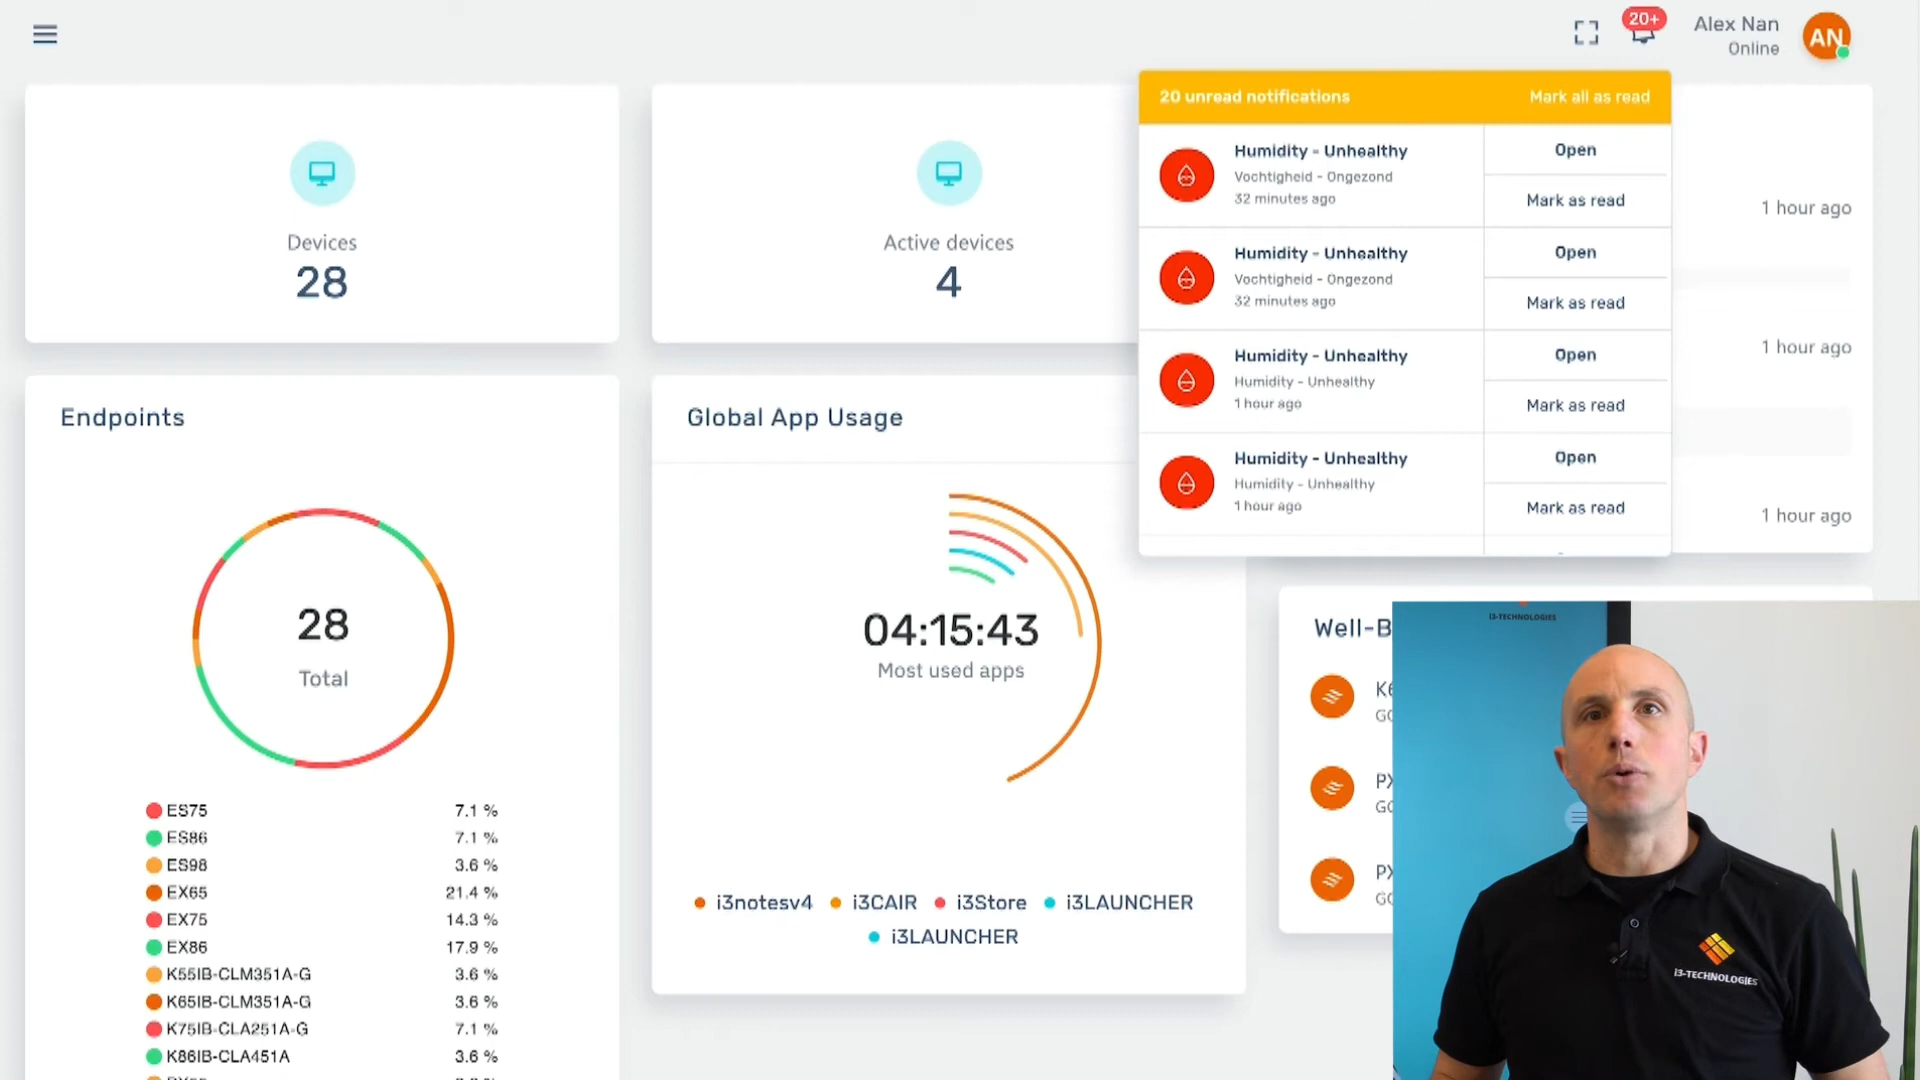 20+
Alex Nan
Online
AN
20 unread notifications
Mark all as read
Humidity - Unhealthy
Vochtigheid - Ongezond
32 minutes ago
Open
Mark as read
Humidity - Unhealthy
Vochtigheid - Ongezond
32 minutes ago
Open
Mark as read
Humidity - Unhealthy
Humidity - Unhealthy
1 hour ago
Open
Mark as read
Humidity - Unhealthy
Humidity - Unhealthy
1 hour ago
Open
Mark as read
1 hour ago
1 hour ago
1 hour ago
Devices
28
Active devices
4
Endpoints
28
Total
ES75 7.1 %
ES86 7.1 %
ES98 3.6 %
EX65 21.4 %
EX75 14.3 %
EX86 17.9 %
K55IB-CLM351A-G 3.6 %
K65IB-CLM351A-G 3.6 %
K75IB-CLA251A-G 7.1 %
K86IB-CLA451A 3.6 %
Global App Usage
04:15:43
Most used apps
i3notesv4 i3CAIR i3Store i3LAUNCHER
i3LAUNCHER
Well-B
PX
PX
i3-TECHNOLOGIES
i3-TECHNOLOGIES